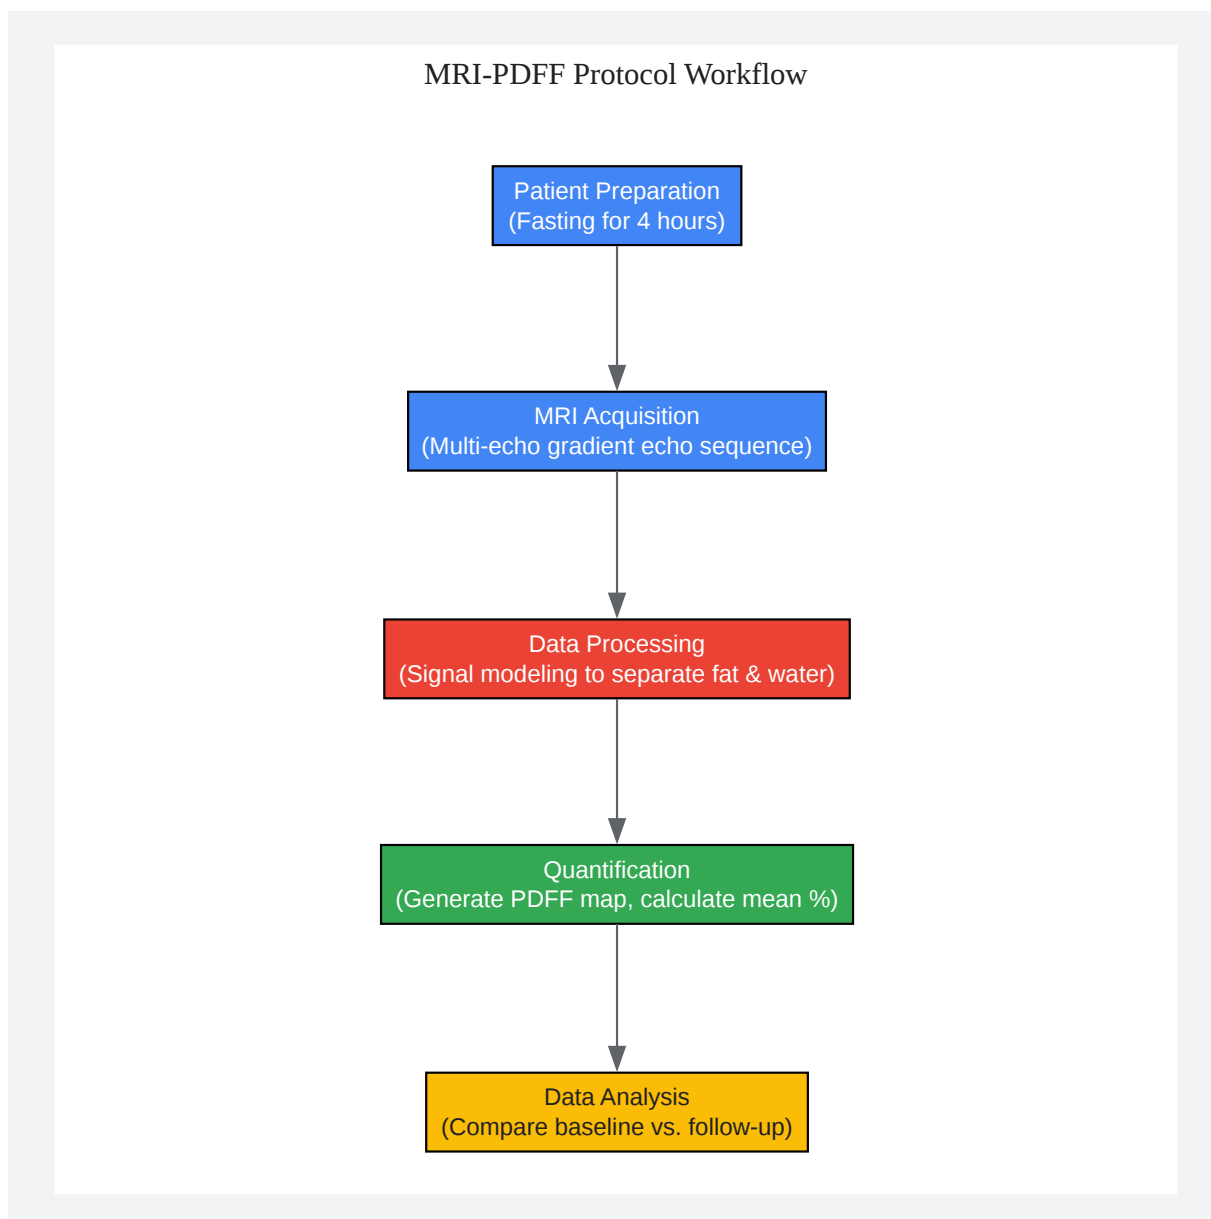 MRI-PDFF Protocol Workflow
Patient Preparation
(Fasting for 4 hours)
MRI Acquisition
(Multi-echo gradient echo sequence)
Data Processing
(Signal modeling to separate fat & water)
Quantification
(Generate PDFF map, calculate mean %)
Data Analysis
(Compare baseline vs. follow-up)